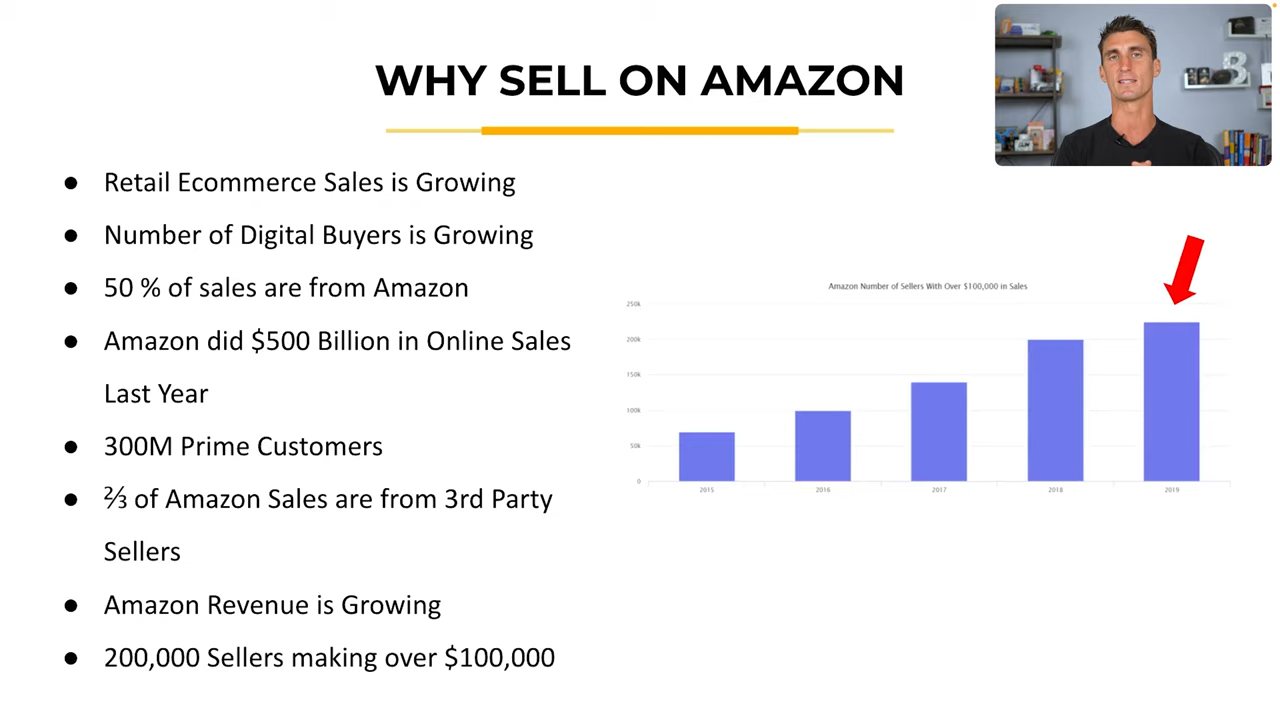 WHY SELL ON AMAZON
● Retail Ecommerce Sales is Growing
● Number of Digital Buyers is Growing
● 50 % of sales are from Amazon
● Amazon did $500 Billion in Online Sales
Last Year
● 300M Prime Customers
● ⅔ of Amazon Sales are from 3rd Party
Sellers
● Amazon Revenue is Growing
● 200,000 Sellers making over $100,000
Amazon Number of Sellers With Over $100,000 in Sales
250k
200k
150k
100k
50k
0
2015 2016 2017 2018 2019